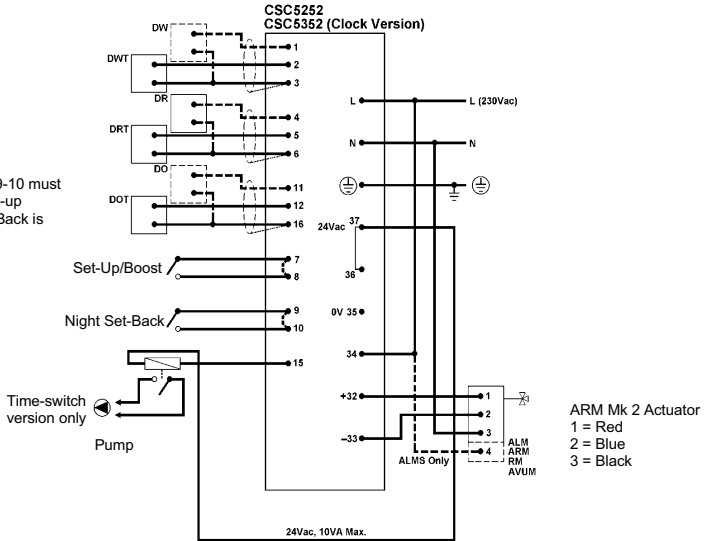 CSC5252
CSC5352 (Clock Version)
DW
DWT
1
2
3
DR
DRT
4
5
6
DO
DOT
11
12
16
9-10 must
-up
Back is
Set-Up/Boost
7
8
Night Set-Back
9
10
15
Time-switch
version only
Pump
L
L (230Vac)
N
N
24Vac
37
36
0V 35
34
+32
–33
1
2
3
4
ALMS Only
ALM
ARM
RM
AVUM
ARM Mk 2 Actuator
1 = Red
2 = Blue
3 = Black
24Vac, 10VA Max.